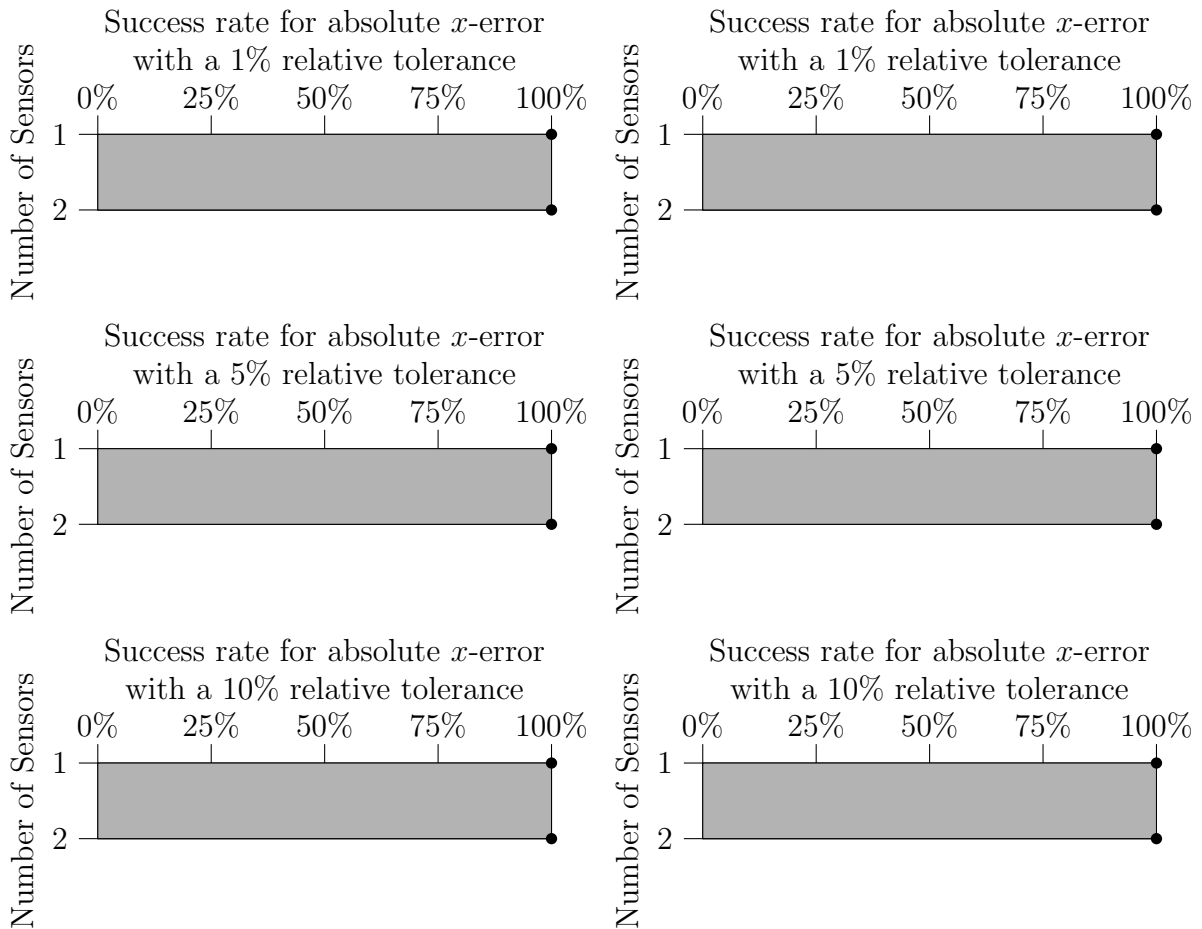 Success rate for absolute x-error
with a 1% relative tolerance
0% 25% 50% 75% 100%
Number of Sensors
1
2
Success rate for absolute x-error
with a 1% relative tolerance
0% 25% 50% 75% 100%
Number of Sensors
1
2
Success rate for absolute x-error
with a 5% relative tolerance
0% 25% 50% 75% 100%
Number of Sensors
1
2
Success rate for absolute x-error
with a 5% relative tolerance
0% 25% 50% 75% 100%
Number of Sensors
1
2
Success rate for absolute x-error
with a 10% relative tolerance
0% 25% 50% 75% 100%
Number of Sensors
1
2
Success rate for absolute x-error
with a 10% relative tolerance
0% 25% 50% 75% 100%
Number of Sensors
1
2